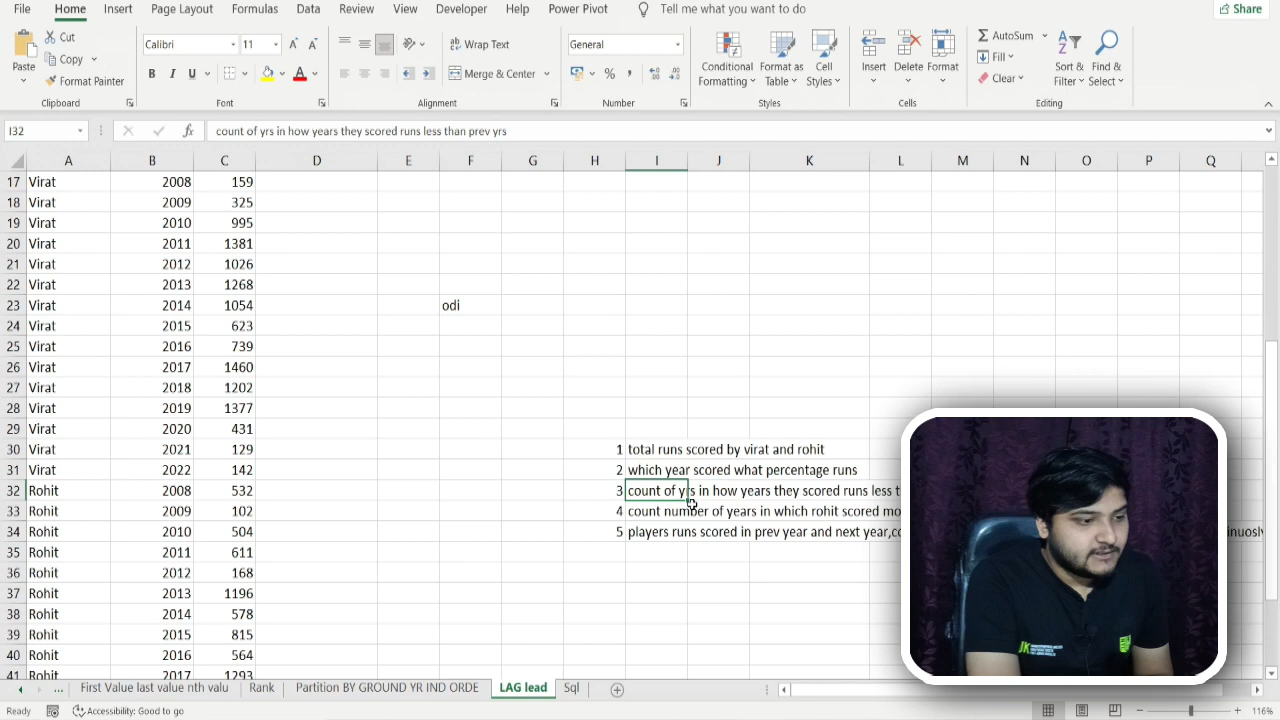 File Home Insert Page Layout Formulas Data Review View Developer Help Power Pivot Tell me what you want to do Share
Cut
Copy
Format Painter
Paste
Clipboard
Calibri 11
B I U
Font
Wrap Text
Merge & Center
Alignment
General
Number
Conditional Formatting
Format as Table
Cell Styles
Styles
Insert Delete Format
Cells
AutoSum
Fill
Clear
Sort & Filter
Find & Select
Editing
I32 fx count of yrs in how years they scored runs less than prev yrs
A B C D E F G H I J K L M N O P Q
17 Virat 2008 159
18 Virat 2009 325
19 Virat 2010 995
20 Virat 2011 1381
21 Virat 2012 1026
22 Virat 2013 1268
23 Virat 2014 1054 odi
24 Virat 2015 623
25 Virat 2016 739
26 Virat 2017 1460
27 Virat 2018 1202
28 Virat 2019 1377
29 Virat 2020 431
30 Virat 2021 129 1 total runs scored by virat and rohit
31 Virat 2022 142 2 which year scored what percentage runs
32 Rohit 2008 532 3 count of yrs in how years they scored runs less t
33 Rohit 2009 102 4 count number of years in which rohit scored mo
34 Rohit 2010 504 5 players runs scored in prev year and next year,co inuosly
35 Rohit 2011 611
36 Rohit 2012 168
37 Rohit 2013 1196
38 Rohit 2014 578
39 Rohit 2015 815
40 Rohit 2016 564
41 Rohit 2017 1293
... First Value last value nth valu Rank Partition BY GROUND YR IND ORDE LAG lead Sql
Ready Accessibility: Good to go 116%